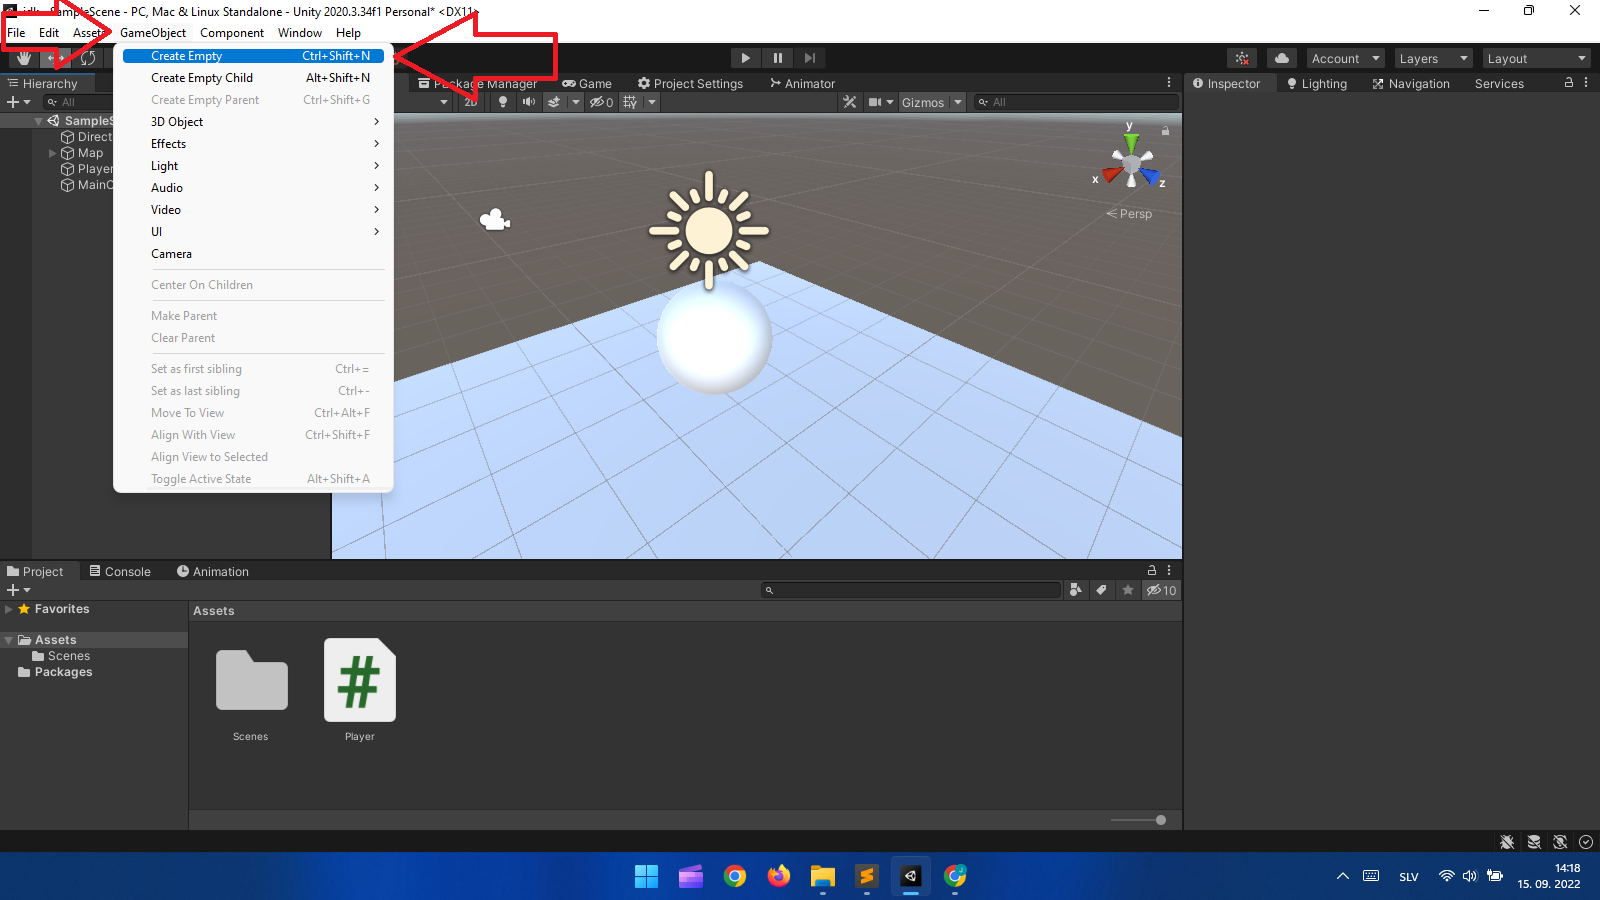 SampleScene - PC, Mac & Linux Standalone - Unity 2020.3.34f1 Personal* <DX11>
File Edit Assets GameObject Component Window Help
Create Empty Ctrl+Shift+N
Create Empty Child Alt+Shift+N
Create Empty Parent Ctrl+Shift+G
3D Object
Effects
Light
Audio
Video
UI
Camera
Center On Children
Make Parent
Clear Parent
Set as first sibling Ctrl+=
Set as last sibling Ctrl+-
Move To View Ctrl+Alt+F
Align With View Ctrl+Shift+F
Align View to Selected
Toggle Active State Alt+Shift+A
Account Layers Layout
Hierarchy
All
SampleS
Direct
Map
Player
MainC
Package Manager Game Project Settings Animator
2D 0 Gizmos All
y
x
z
Persp
Inspector Lighting Navigation Services
Project Console Animation
10
Favorites
Assets
Scenes
Packages
Assets
#
Scenes
Player
SLV
14:18
15. 09. 2022